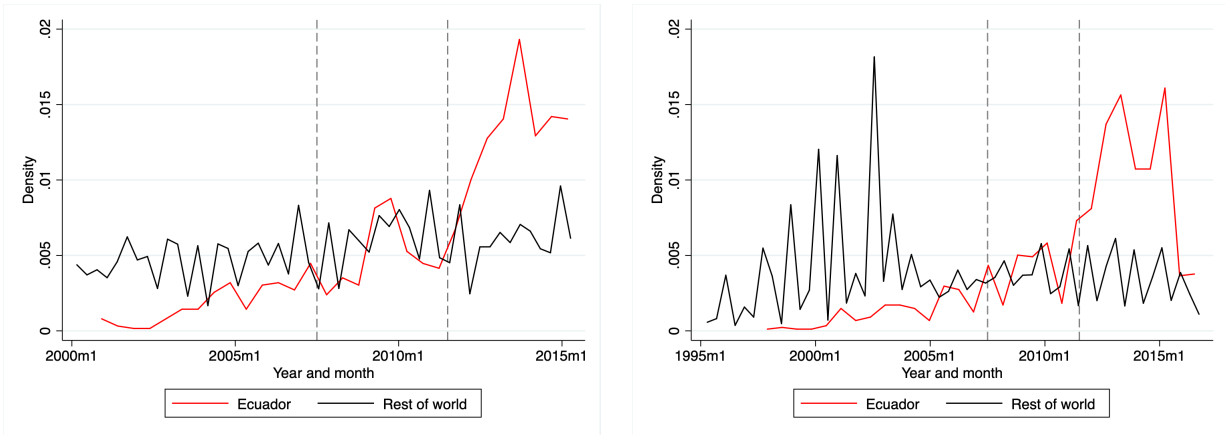 .02
.015
.01
.005
0
Density
2000m1 2005m1 2010m1 2015m1
Year and month
Ecuador Rest of world
.02
.015
.01
.005
0
Density
1995m1 2000m1 2005m1 2010m1 2015m1
Year and month
Ecuador Rest of world